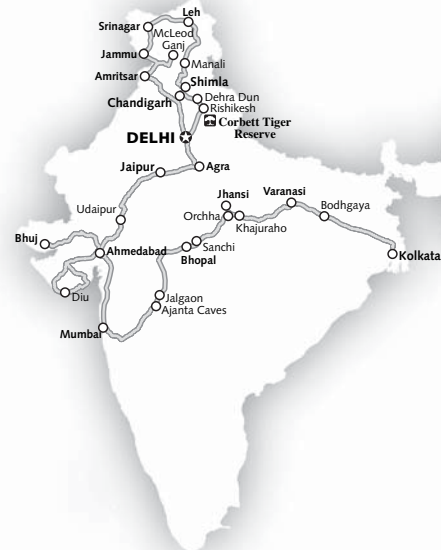 Leh
Srinagar
McLeod
Ganj
Jammu
Manali
Amritsar
Shimla
Chandigarh
Dehra Dun
Rishikesh
Corbett Tiger
Reserve
DELHI
Jaipur
Agra
Jhansi
Varanasi
Udaipur
Orchha
Bodhgaya
Khajuraho
Bhuj
Ahmedabad
Sanchi
Bhopal
Kolkata
Diu
Jalgaon
Ajanta Caves
Mumbai